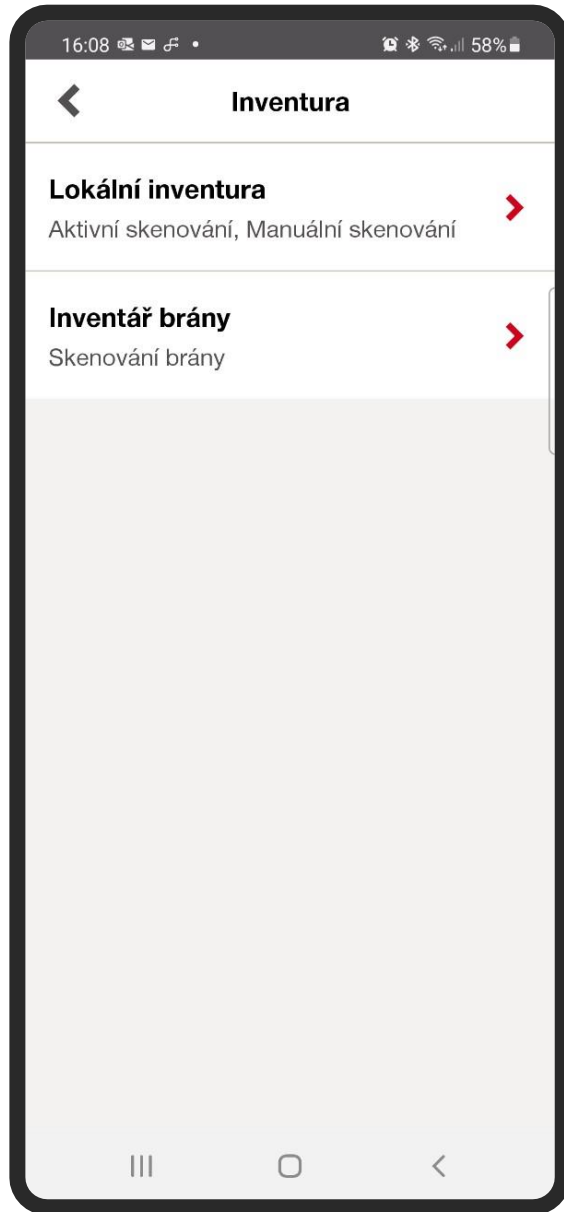 16:08 58%
Inventura
Lokální inventura
Aktivní skenování, Manuální skenování
Inventář brány
Skenování brány